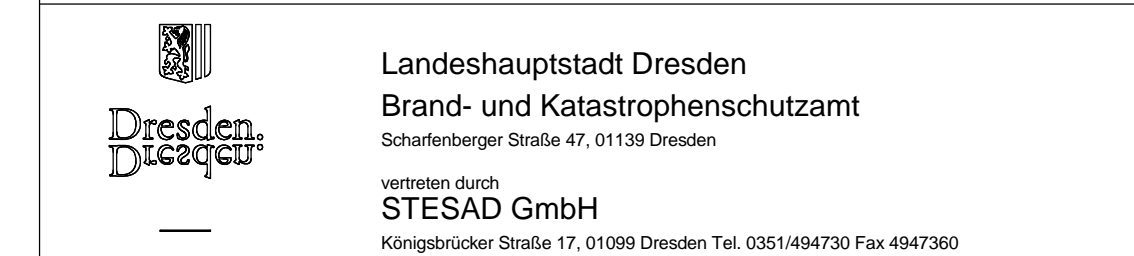 Dresden.
Dresden.
Landeshauptstadt Dresden
Brand- und Katastrophenschutzamt
Scharfenberger Straße 47, 01139 Dresden
vertreten durch
STESAD GmbH
Königsbrücker Straße 17, 01099 Dresden Tel. 0351/494730 Fax 4947360